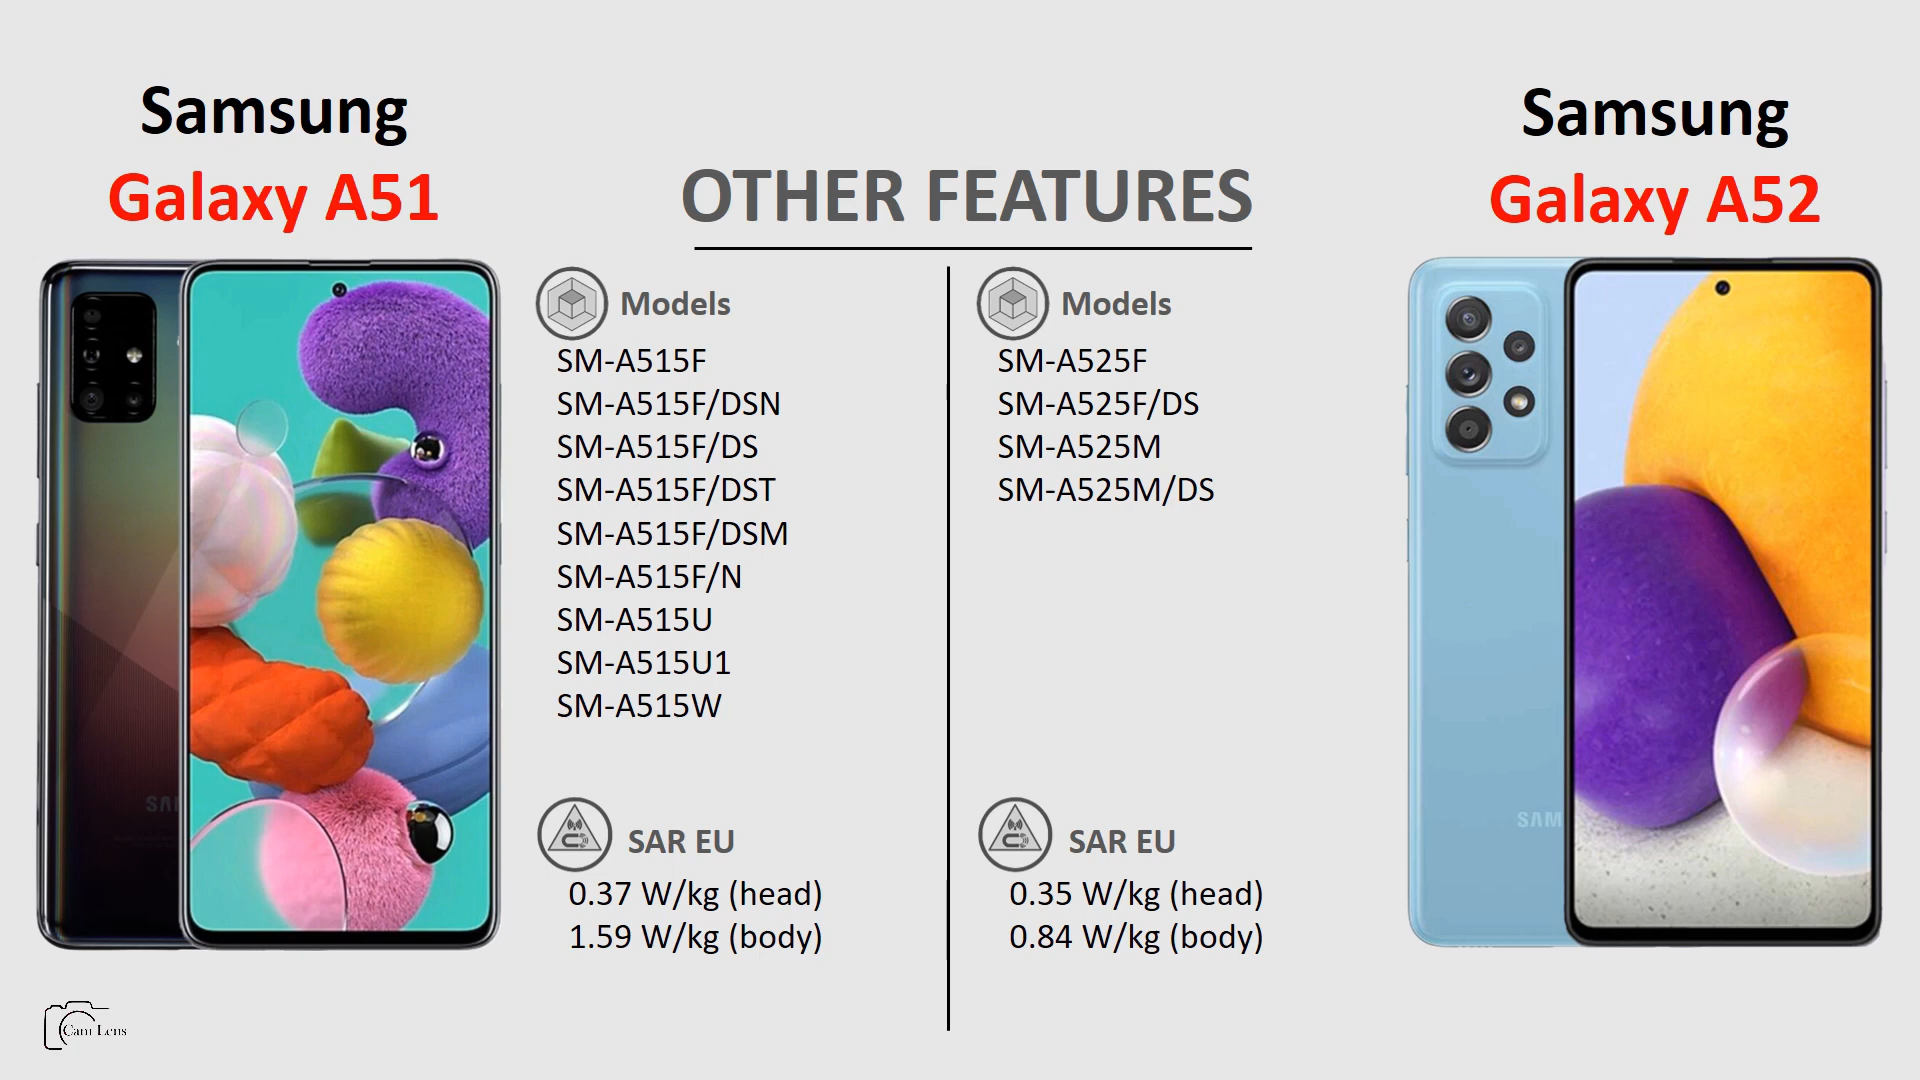 Samsung
Galaxy A51
OTHER FEATURES
Samsung
Galaxy A52
Models
SM-A515F
SM-A515F/DSN
SM-A515F/DS
SM-A515F/DST
SM-A515F/DSM
SM-A515F/N
SM-A515U
SM-A515U1
SM-A515W
SAR EU
0.37 W/kg (head)
1.59 W/kg (body)
Models
SM-A525F
SM-A525F/DS
SM-A525M
SM-A525M/DS
SAR EU
0.35 W/kg (head)
0.84 W/kg (body)
SAM
SAM
Cam Lens